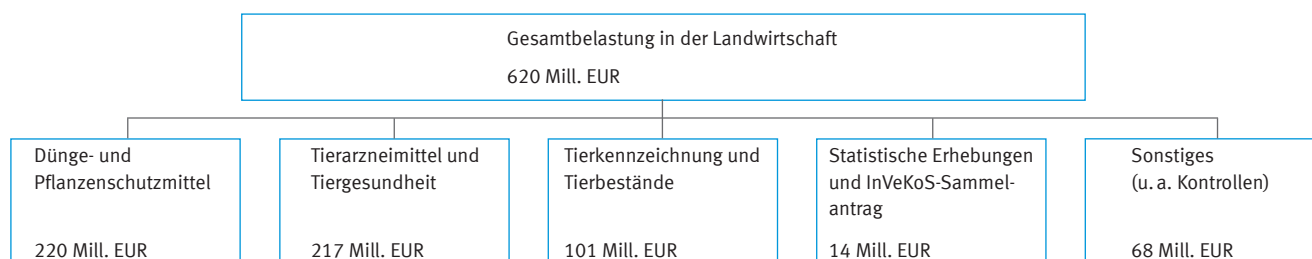 Gesamtbelastung in der Landwirtschaft
620 Mill. EUR
Dünge- und
Pflanzenschutzmittel
220 Mill. EUR
Tierarzneimittel und
Tiergesundheit
217 Mill. EUR
Tierkennzeichnung und
Tierbestände
101 Mill. EUR
Statistische Erhebungen
und InVeKoS-Sammel-
antrag
14 Mill. EUR
Sonstiges
(u. a. Kontrollen)
68 Mill. EUR